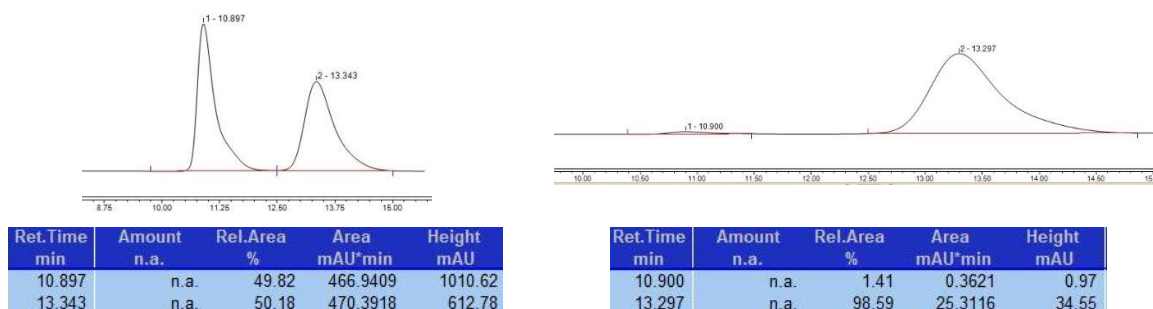 1 - 10.897
2 - 13.343
8.75 10.00 11.25 12.50 13.75 15.00
Ret.Time Amount Rel.Area Area Height
min n.a. % mAU*min mAU
10.897 n.a. 49.82 466.9409 1010.62
13.343 n.a. 50.18 470.3918 612.78
2 - 13.297
1 - 10.900
10.00 10.50 11.00 11.50 12.00 12.50 13.00 13.50 14.00 14.50
Ret.Time Amount Rel.Area Area Height
min n.a. % mAU*min mAU
10.900 n.a. 1.41 0.3621 0.97
13.297 n.a. 98.59 25.3116 34.55